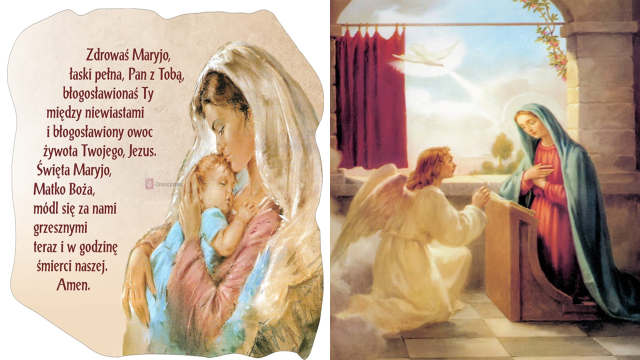 Zdrowaś Maryjo,
łaski pełna, Pan z Tobą,
błogosławionaś Ty
między niewiastami
i błogosławiony owoc
żywota Twojego, Jezus.
Święta Maryjo,
Matko Boża,
módl się za nami
grzesznymi
teraz i w godzinę
śmierci naszej.
Amen.